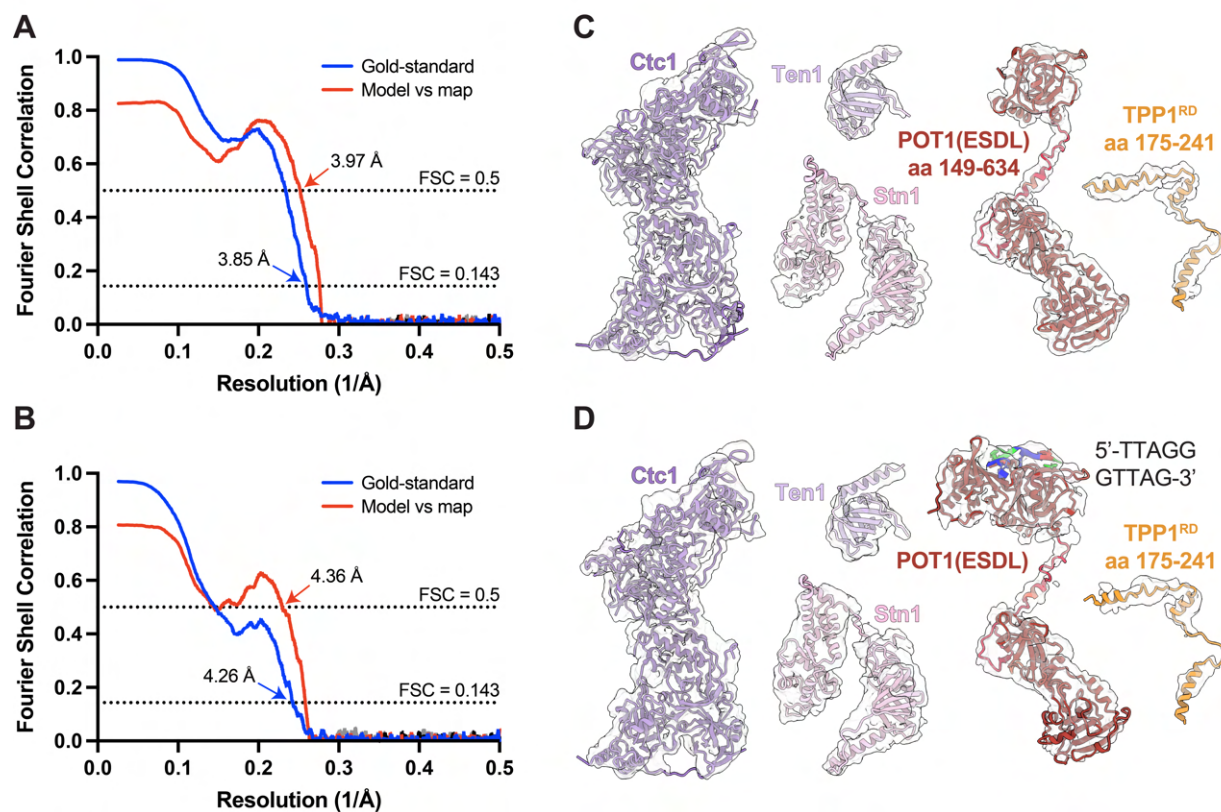 A
Fourier Shell Correlation
1.0
0.8
0.6
0.4
0.2
0.0
Gold-standard
Model vs map
3.97 Å
FSC = 0.5
3.85 Å
FSC = 0.143
0.0 0.1 0.2 0.3 0.4 0.5
Resolution (1/Å)
B
Fourier Shell Correlation
1.0
0.8
0.6
0.4
0.2
0.0
Gold-standard
Model vs map
4.36 Å
FSC = 0.5
4.26 Å
FSC = 0.143
0.0 0.1 0.2 0.3 0.4 0.5
Resolution (1/Å)
C
Ctc1
Ten1
Stn1
POT1(ESDL)
aa 149-634
TPP1RD
aa 175-241
D
Ctc1
Ten1
Stn1
POT1(ESDL)
5’-TTAGG
GTTAG-3’
TPP1RD
aa 175-241